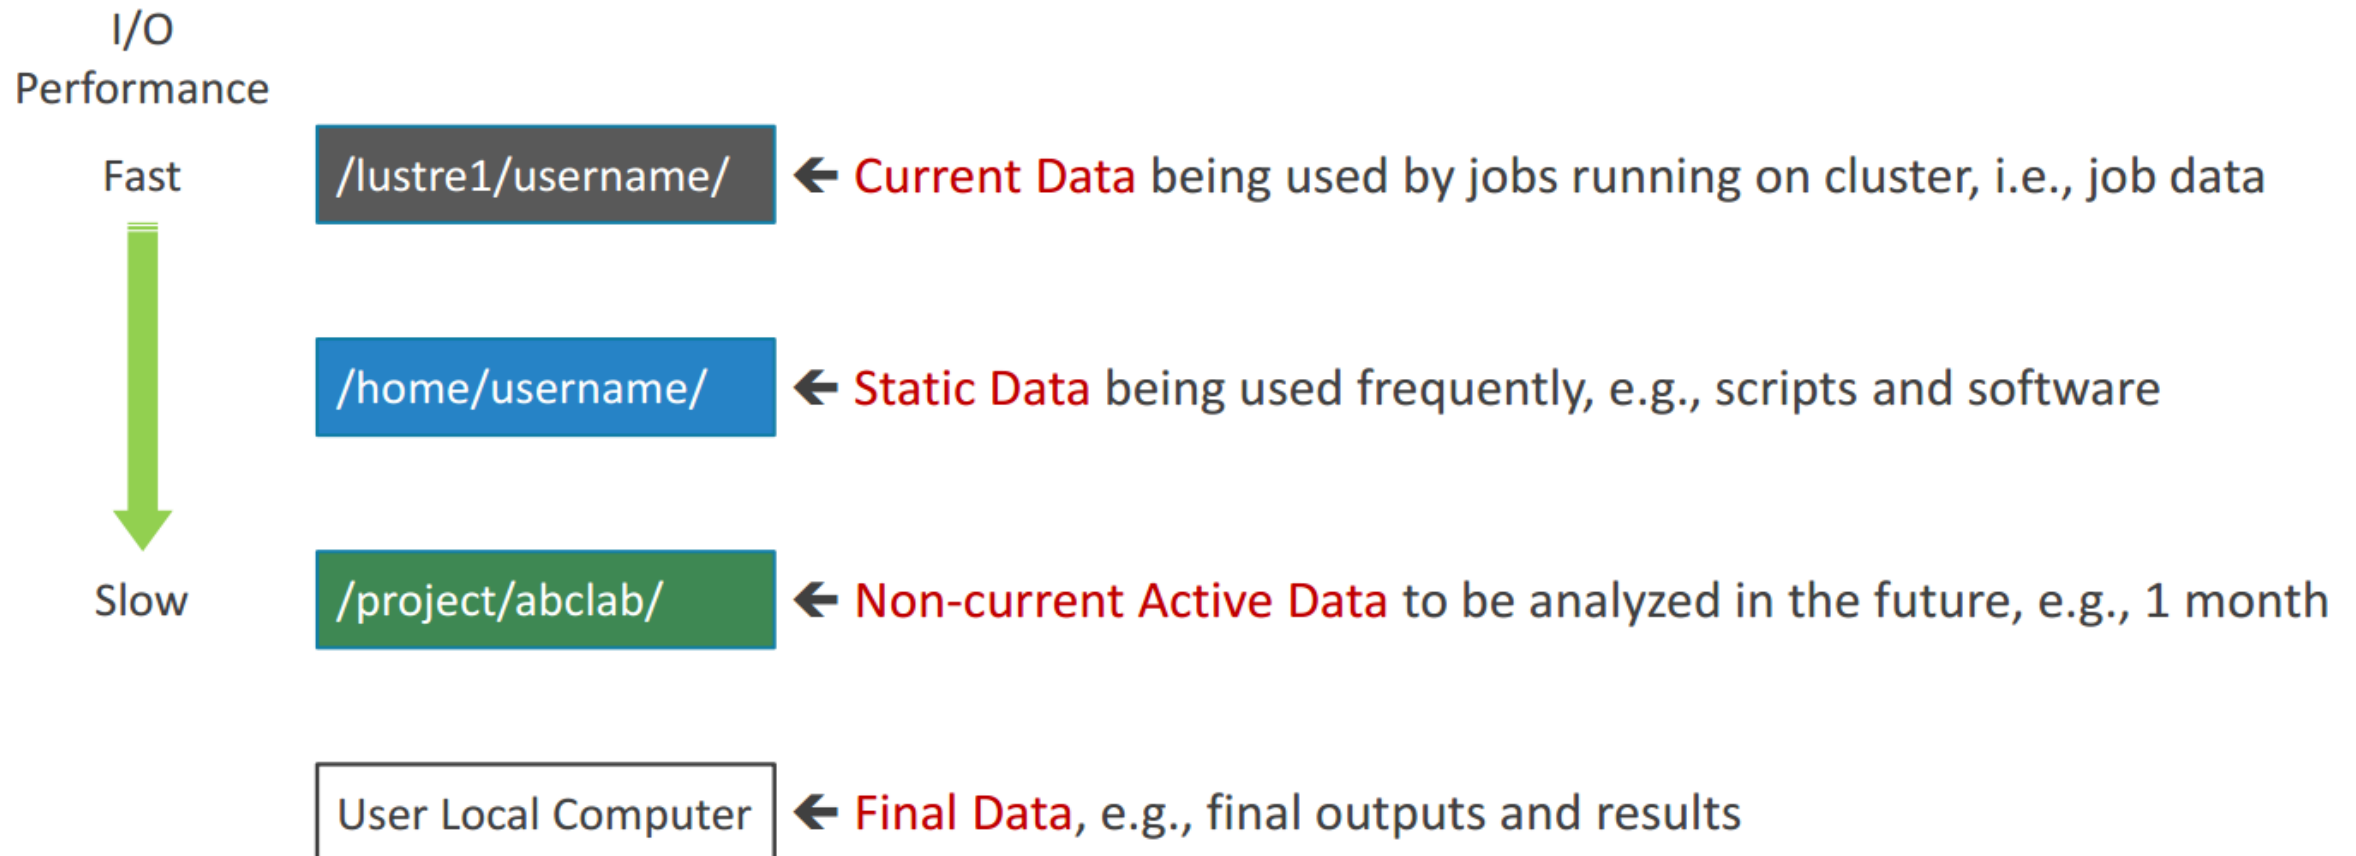 I/O
Performance
Fast
/lustre1/username/
🡸 Current Data being used by jobs running on cluster, i.e., job data
/home/username/
🡸 Static Data being used frequently, e.g., scripts and software
Slow
/project/abclab/
🡸 Non-current Active Data to be analyzed in the future, e.g., 1 month
User Local Computer
🡸 Final Data, e.g., final outputs and results